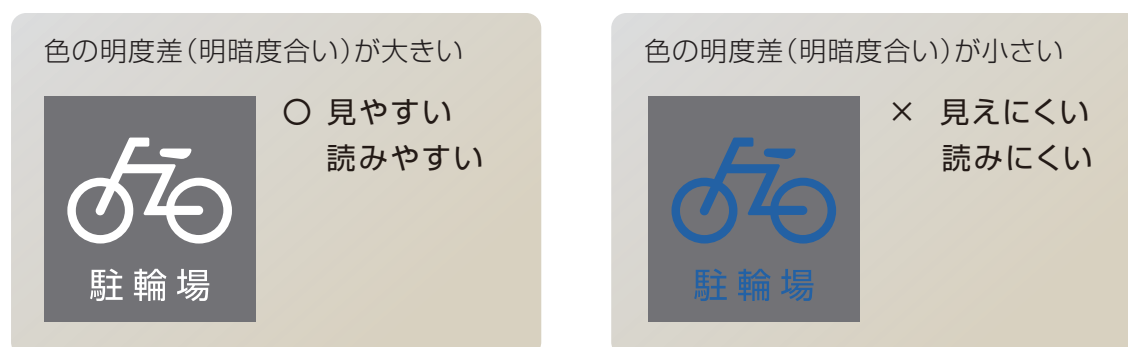 色の明度差（明暗度合い）が大きい
○ 見やすい
読みやすい
駐輪場
色の明度差（明暗度合い）が小さい
× 見えにくい
読みにくい
駐輪場